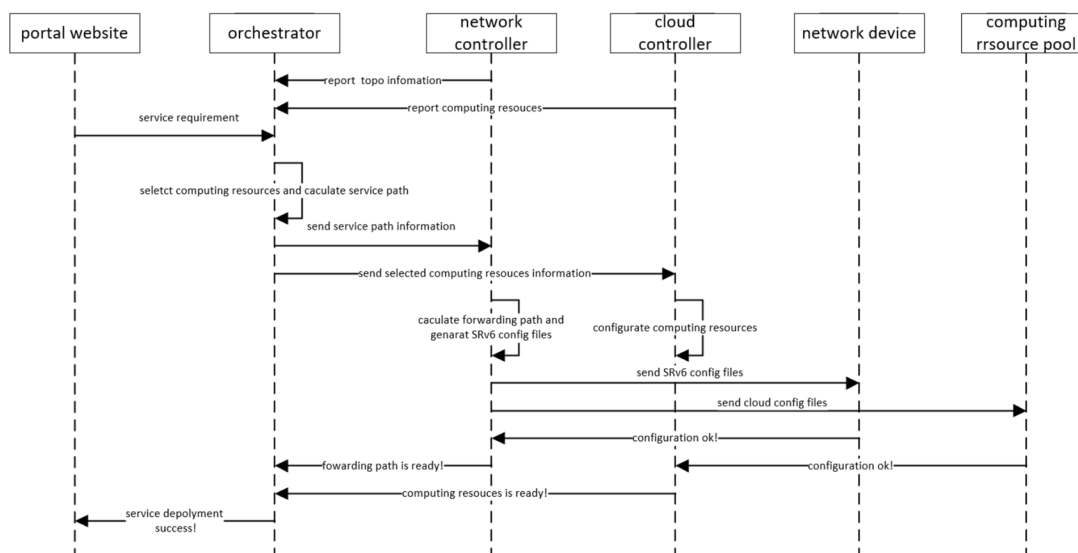 portal website
orchestrator
network
controller
cloud
controller
network device
computing
rrsource pool
report  topo infomation
report computing resouces
service requirement
seletct computing resources and caculate service path
send service path information
send selected computing resouces information
caculate forwarding path and
genarat SRv6 config files
configurate computing resources
send SRv6 config files
send cloud config files
configuration ok!
fowarding path is ready!
configuration ok!
computing resouces is ready!
service depolyment
success!